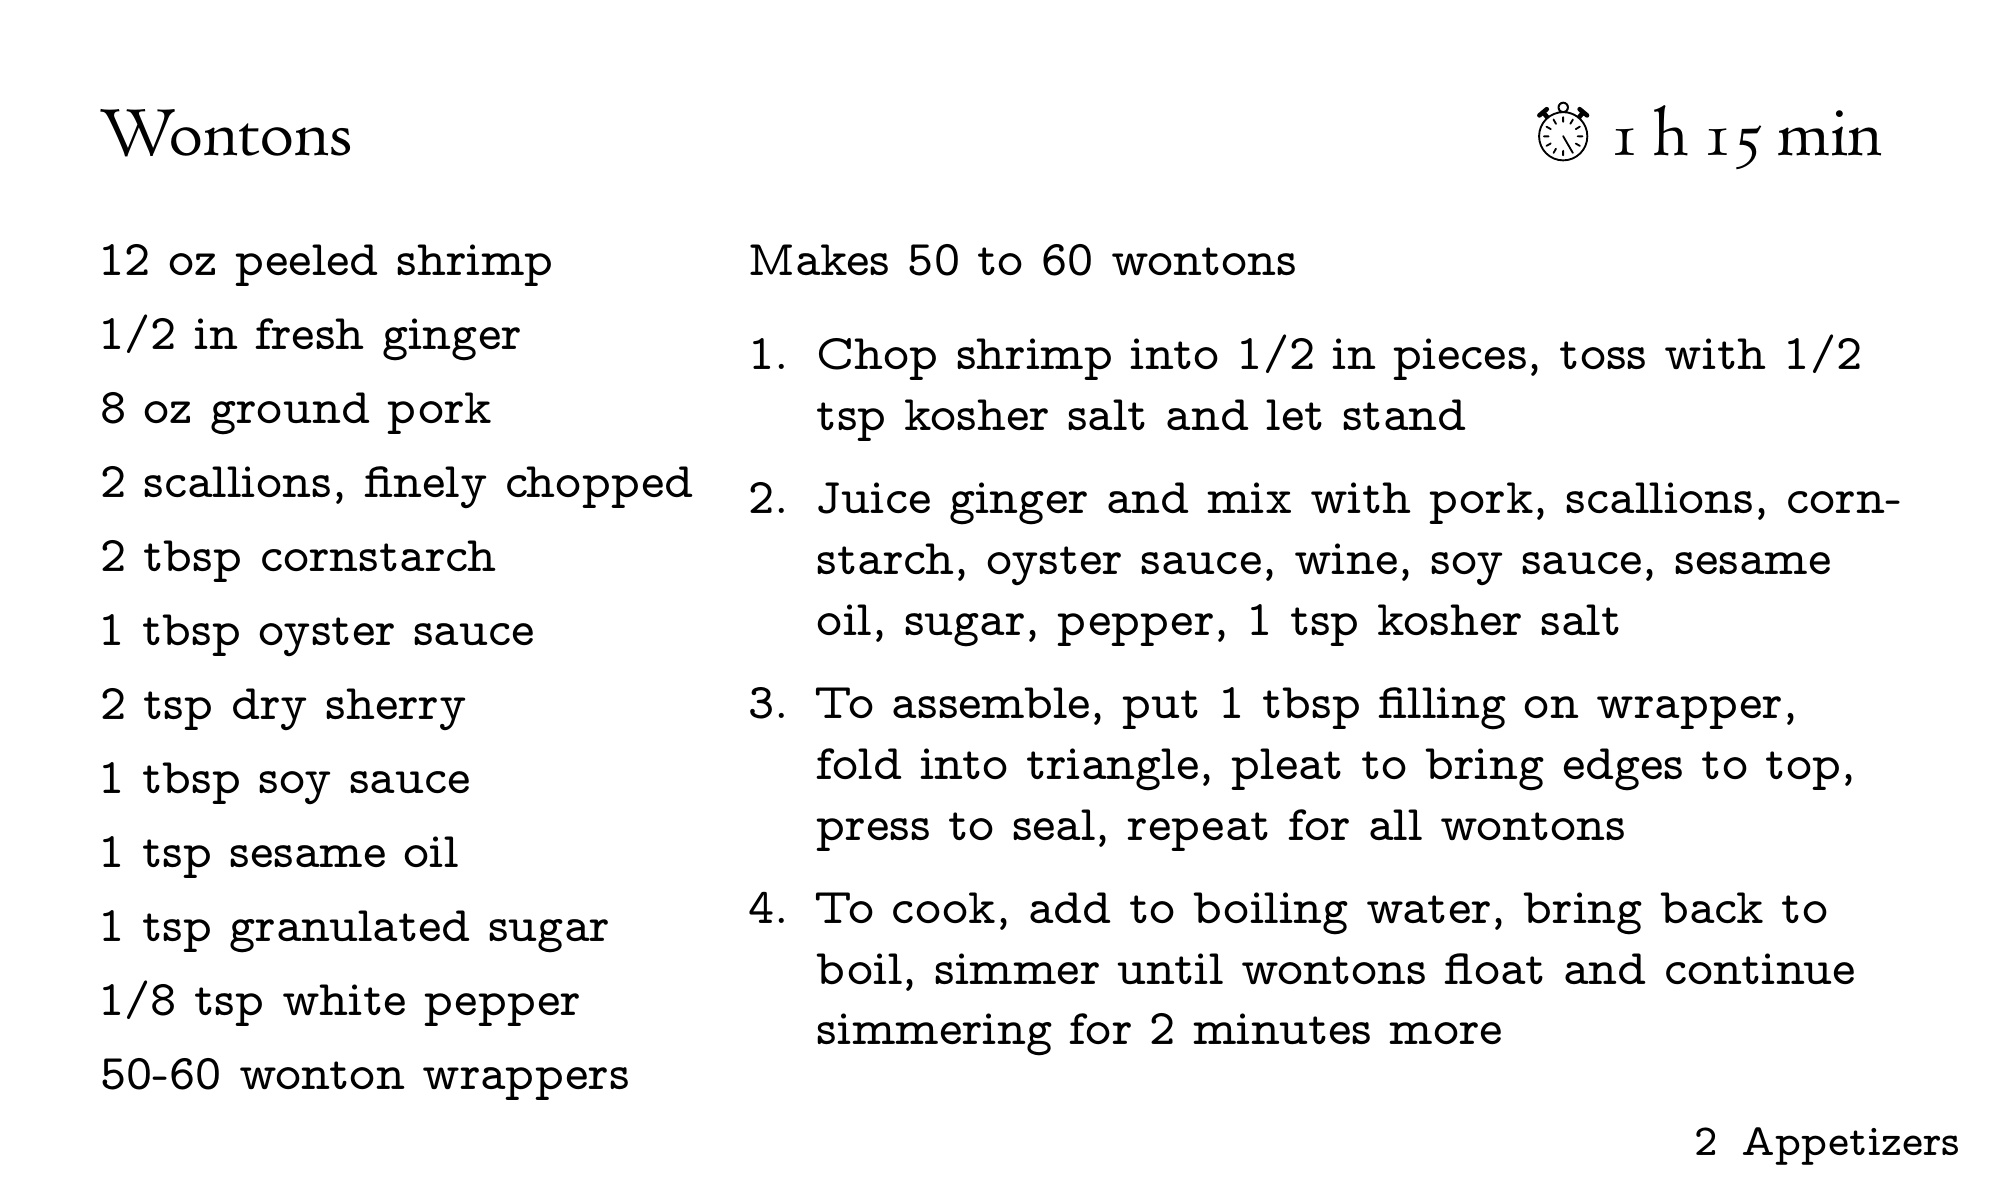 Wontons
1 h 15 min
12 oz peeled shrimp
1/2 in fresh ginger
8 oz ground pork
2 scallions, finely chopped
2 tbsp cornstarch
1 tbsp oyster sauce
2 tsp dry sherry
1 tbsp soy sauce
1 tsp sesame oil
1 tsp granulated sugar
1/8 tsp white pepper
50-60 wonton wrappers
Makes 50 to 60 wontons
1. Chop shrimp into 1/2 in pieces, toss with 1/2
tsp kosher salt and let stand
2. Juice ginger and mix with pork, scallions, corn-
starch, oyster sauce, wine, soy sauce, sesame
oil, sugar, pepper, 1 tsp kosher salt
3. To assemble, put 1 tbsp filling on wrapper,
fold into triangle, pleat to bring edges to top,
press to seal, repeat for all wontons
4. To cook, add to boiling water, bring back to
boil, simmer until wontons float and continue
simmering for 2 minutes more
2 Appetizers